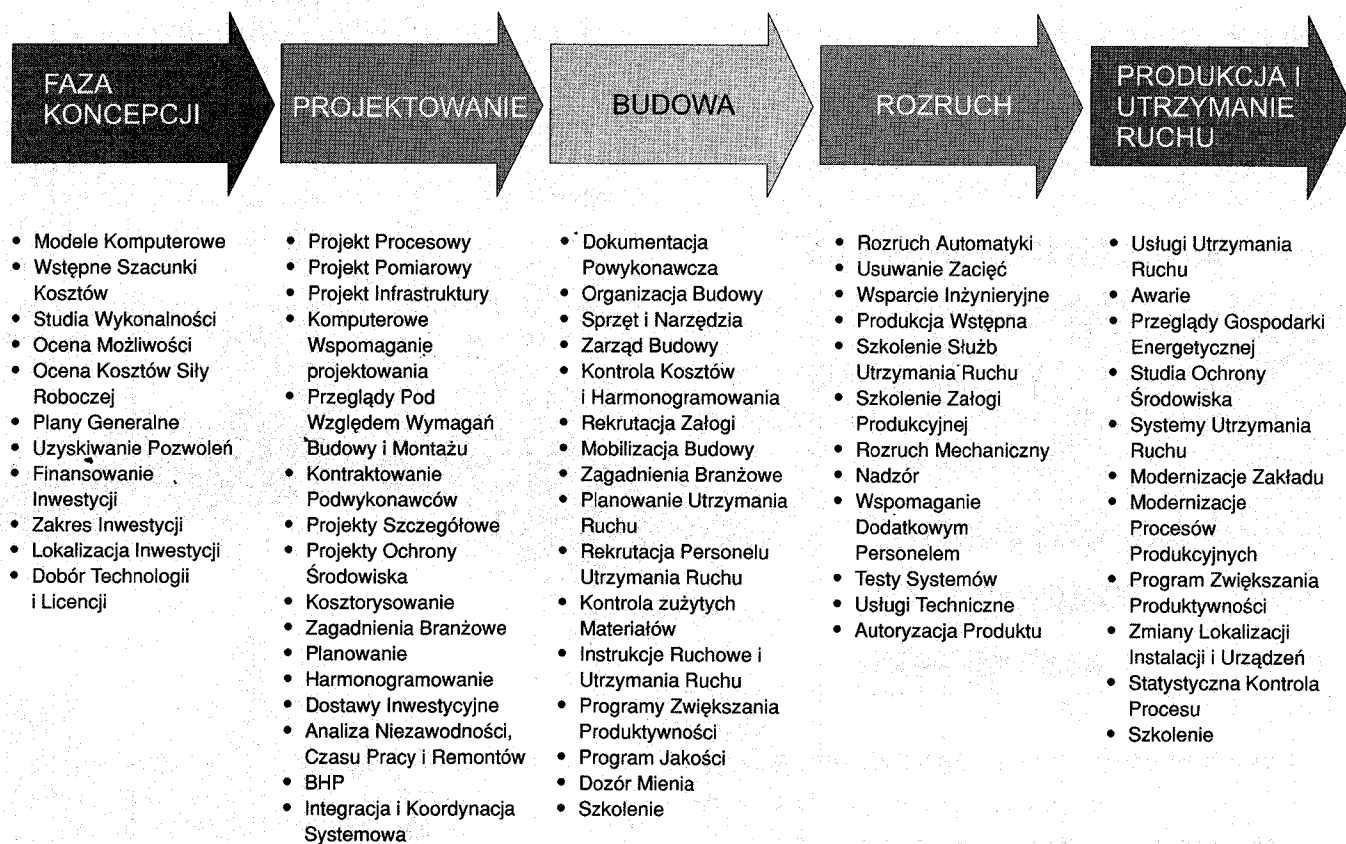 FAZA
KONCEPCJI
PROJEKTOWANIE
BUDOWA
ROZRUCH
PRODUKCJA I
UTRZYMANIE
RUCHU
• Modele Komputerowe
• Wstępne Szacunki
Kosztów
• Studia Wykonalności
• Ocena Możliwości
• Ocena Kosztów Siły
Roboczej
• Plany Generalne
• Uzyskiwanie Pozwoleń
• Finansowanie
Inwestycji
• Zakres Inwestycji
• Lokalizacja Inwestycji
• Dobór Technologii
i Licencji
• Projekt Procesowy
• Projekt Pomiarowy
• Projekt Infrastruktury
• Komputerowe
Wspomaganie
projektowania
• Przeglądy Pod
Względem Wymagań
Budowy i Montażu
• Kontraktowanie
Podwykonawców
• Projekty Szczegółowe
• Projekty Ochrony
Środowiska
• Kosztorysowanie
• Zagadnienia Branżowe
• Planowanie
• Harmonogramowanie
• Dostawy Inwestycyjne
• Analiza Niezawodności,
Czasu Pracy i Remontów
• BHP
• Integracja i Koordynacja
Systemowa
• Dokumentacja
Powykonawcza
• Organizacja Budowy
• Sprzęt i Narzędzia
• Zarząd Budowy
• Kontrola Kosztów
i Harmonogramowania
• Rekrutacja Załogi
• Mobilizacja Budowy
• Zagadnienia Branżowe
• Planowanie Utrzymania
Ruchu
• Rekrutacja Personelu
Utrzymania Ruchu
• Kontrola zużytych
Materiałów
• Instrukcje Ruchowe i
Utrzymania Ruchu
• Programy Zwiększania
Produktywności
• Program Jakości
• Dozór Mienia
• Szkolenie
• Rozruch Automatyki
• Usuwanie Zacięć
• Wsparcie Inżynieryjne
• Produkcja Wstępna
• Szkolenie Służb
Utrzymania Ruchu
• Szkolenie Załogi
Produkcyjnej
• Rozruch Mechaniczny
• Nadzór
• Wspomaganie
Dodatkowym
Personelem
• Testy Systemów
• Usługi Techniczne
• Autoryzacja Produktu
• Usługi Utrzymania
Ruchu
• Awarie
• Przeglądy Gospodarki
Energetycznej
• Studia Ochrony
Środowiska
• Systemy Utrzymania
Ruchu
• Modernizacje Zakładu
• Modernizacje
Procesów
Produkcyjnych
• Program Zwiększania
Produktywności
• Zmiany Lokalizacji
Instalacji i Urządzeń
• Statystyczna Kontrola
Procesu
• Szkolenie